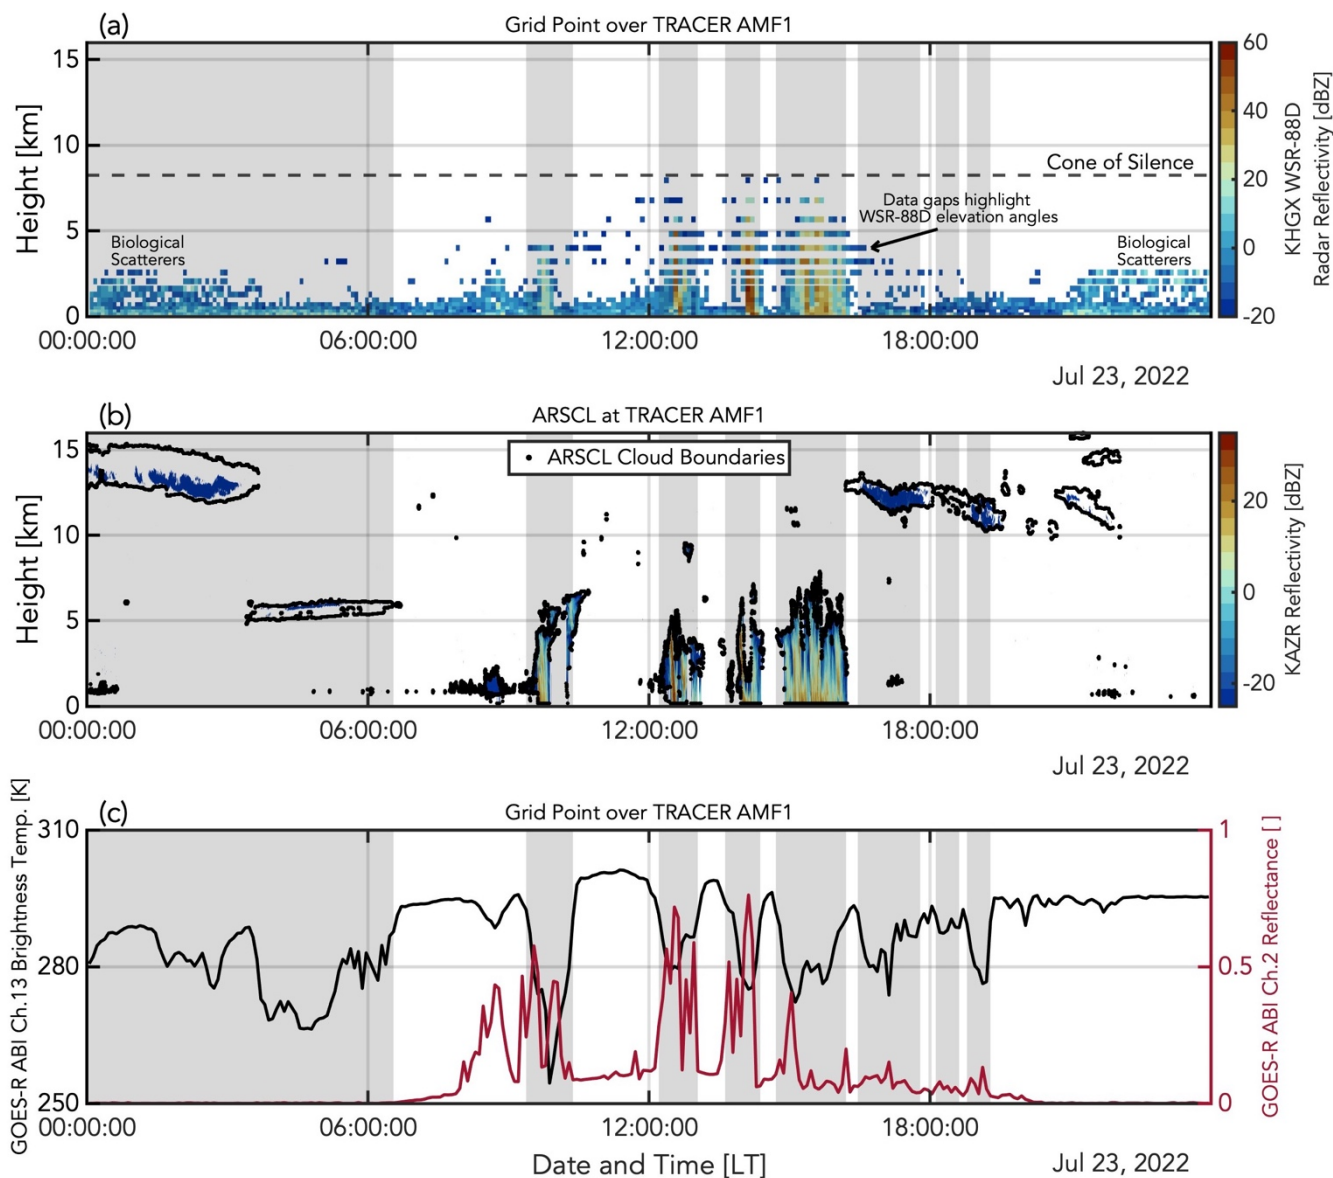 (a)
Grid Point over TRACER AMF1
15
10
5
0
Height [km]
Cone of Silence
Data gaps highlight
WSR-88D elevation angles
Biological
Scatterers
Biological
Scatterers
60
40
20
0
-20
KHGX WSR-88D
Radar Reflectivity [dBZ]
00:00:00 06:00:00 12:00:00 18:00:00
Jul 23, 2022
(b)
ARSCL at TRACER AMF1
ARSCL Cloud Boundaries
15
10
5
0
Height [km]
20
0
-20
KAZR Reflectivity [dBZ]
00:00:00 06:00:00 12:00:00 18:00:00
Jul 23, 2022
(c)
Grid Point over TRACER AMF1
310
280
250
GOES-R ABI Ch.13 Brightness Temp. [K]
1
0.5
0
GOES-R ABI Ch.2 Reflectance [ ]
00:00:00 06:00:00 12:00:00 18:00:00
Date and Time [LT]
Jul 23, 2022